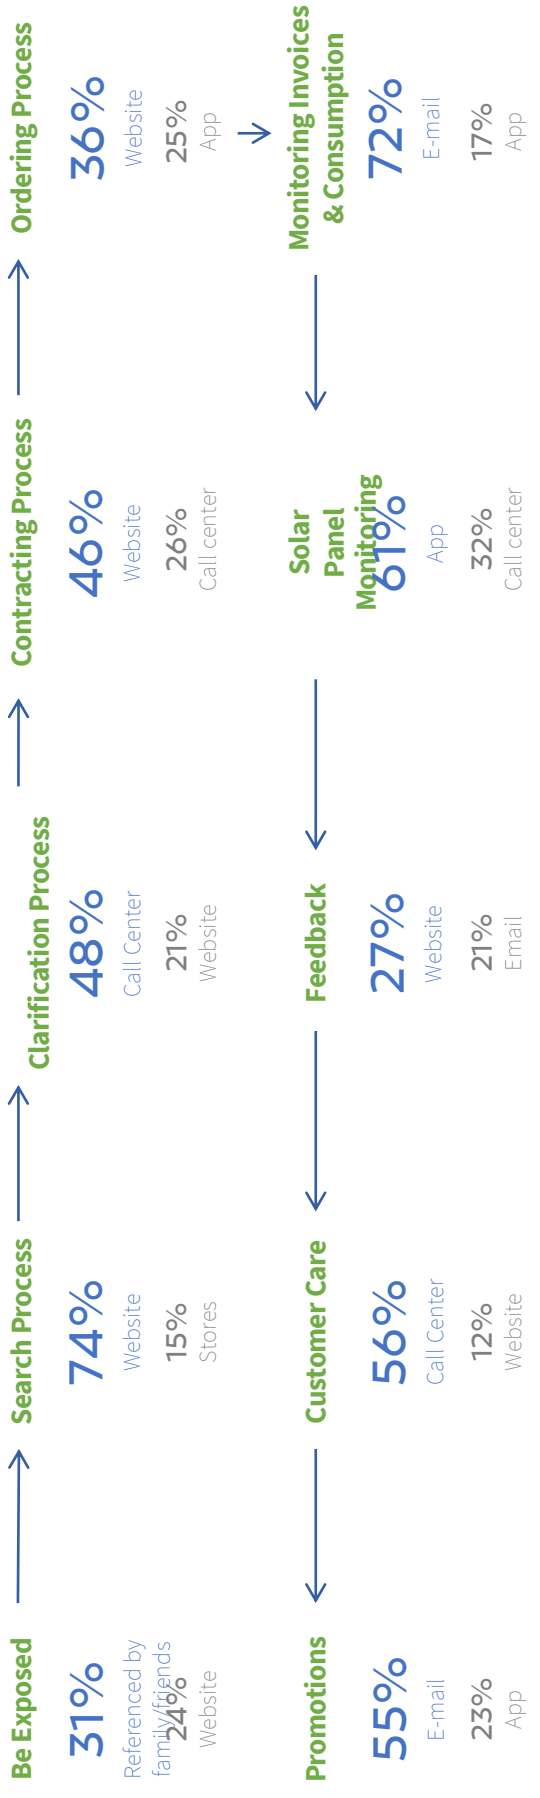 Be Exposed
31%
Referenced by
family/friends
24%
Website
Search Process
74%
Website
15%
Stores
Clarification Process
48%
Call Center
21%
Website
Contracting Process
46%
Website
26%
Call center
Ordering Process
36%
Website
25%
App
Monitoring Invoices
& Consumption
72%
E-mail
17%
App
Solar
Panel
Monitoring
61%
App
32%
Call center
Feedback
27%
Website
21%
Email
Customer Care
56%
Call Center
12%
Website
Promotions
55%
E-mail
23%
App